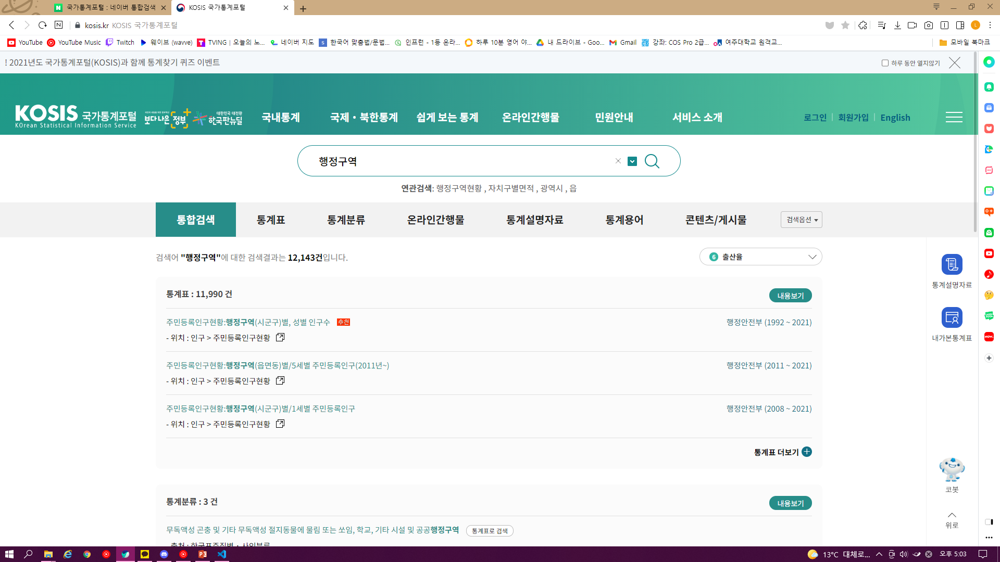 국가통계포털 : 네이버 통합검색
KOSIS 국가통계포털
kosis.kr KOSIS 국가통계포털
YouTube
YouTube Music
Twitch
웨이브 (wavve)
TVING | 오늘의 노...
네이버 지도
한국어 맞춤법/문법...
인프런 - 1등 온라...
하루 10분 영어 야...
내 드라이브 - Goo...
Gmail
강좌: COS Pro 2급...
여주대학교 원격교...
모바일 북마크
! 2021년도 국가통계포털(KOSIS)과 함께 통계찾기 퀴즈 이벤트
하루 동안 열지않기
KOSIS 국가통계포털
KOrean Statistical Information Service
보다나은 정부
대한민국 대전환
한국판뉴딜
국내통계
국제・북한통계
쉽게 보는 통계
온라인간행물
민원안내
서비스 소개
로그인
회원가입
English
행정구역
연관검색: 행정구역현황 , 자치구별면적 , 광역시 , 읍
통합검색
통계표
통계분류
온라인간행물
통계설명자료
통계용어
콘텐츠/게시물
검색옵션
검색어 "행정구역"에 대한 검색결과는 12,143건입니다.
6 출산율
통계표 : 11,990 건
내용보기
주민등록인구현황:행정구역(시군구)별, 성별 인구수 추천
행정안전부 (1992 ~ 2021)
- 위치 : 인구 > 주민등록인구현황
주민등록인구현황:행정구역(읍면동)별/5세별 주민등록인구(2011년~)
행정안전부 (2011 ~ 2021)
- 위치 : 인구 > 주민등록인구현황
주민등록인구현황:행정구역(시군구)별/1세별 주민등록인구
행정안전부 (2008 ~ 2021)
- 위치 : 인구 > 주민등록인구현황
통계표 더보기
통계분류 : 3 건
내용보기
무독액성 곤충 및 기타 무독액성 절지동물에 물림 또는 쏘임, 학교, 기타 시설 및 공공행정구역
통계표로 검색
- 출처 : 한국표준질병・사인분류
통계설명자료
내가본통계표
코봇
위로
13°C 대체로...
오후 5:03